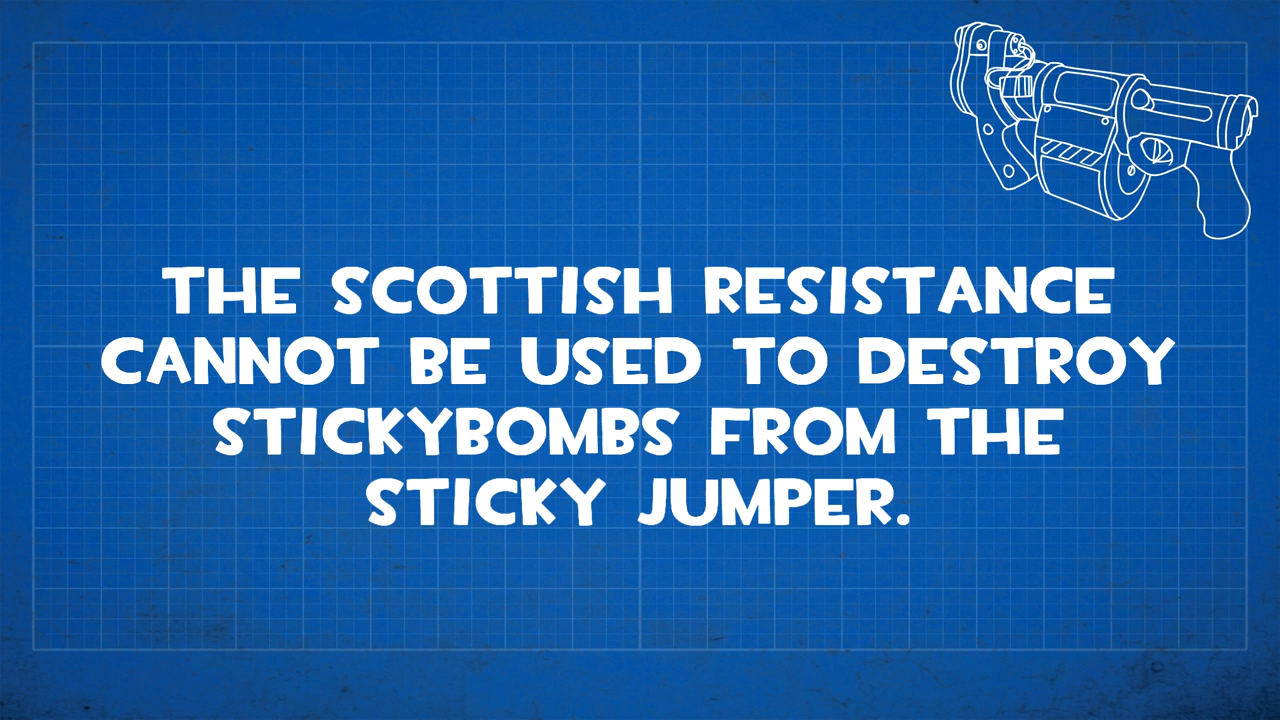 THE SCOTTISH RESISTANCE
CANNOT BE USED TO DESTROY
STICKYBOMBS FROM THE
STICKY JUMPER.